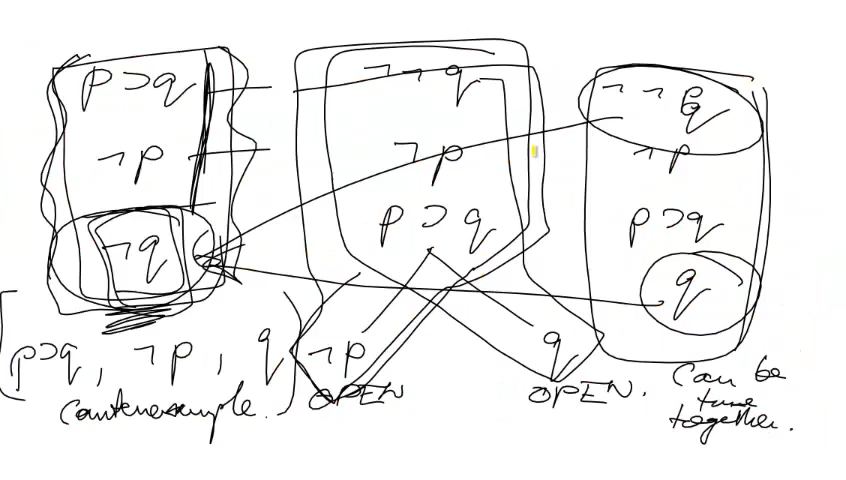 p⊃q
¬p
¬q
[p⊃q, ¬p, q]
Counterexample.
¬¬q
¬p
p⊃q
¬p
OPEN
q
OPEN.
¬¬q
¬p
p⊃q
q
Can be
true
together.